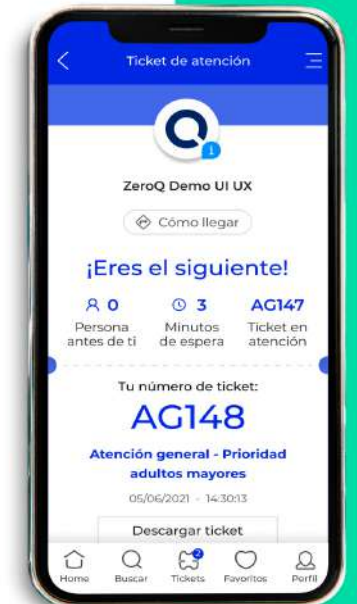 Ticket de atención
1
ZeroQ Demo UI UX
Cómo llegar
¡Eres el siguiente!
0 3 AG147
Persona Minutos Ticket en
antes de ti de espera atención
Tu número de ticket:
AG148
Atención general - Prioridad
adultos mayores
05/06/2021 - 14:30:13
Descargar ticket
2
Home Buscar Tickets Favoritos Perfil